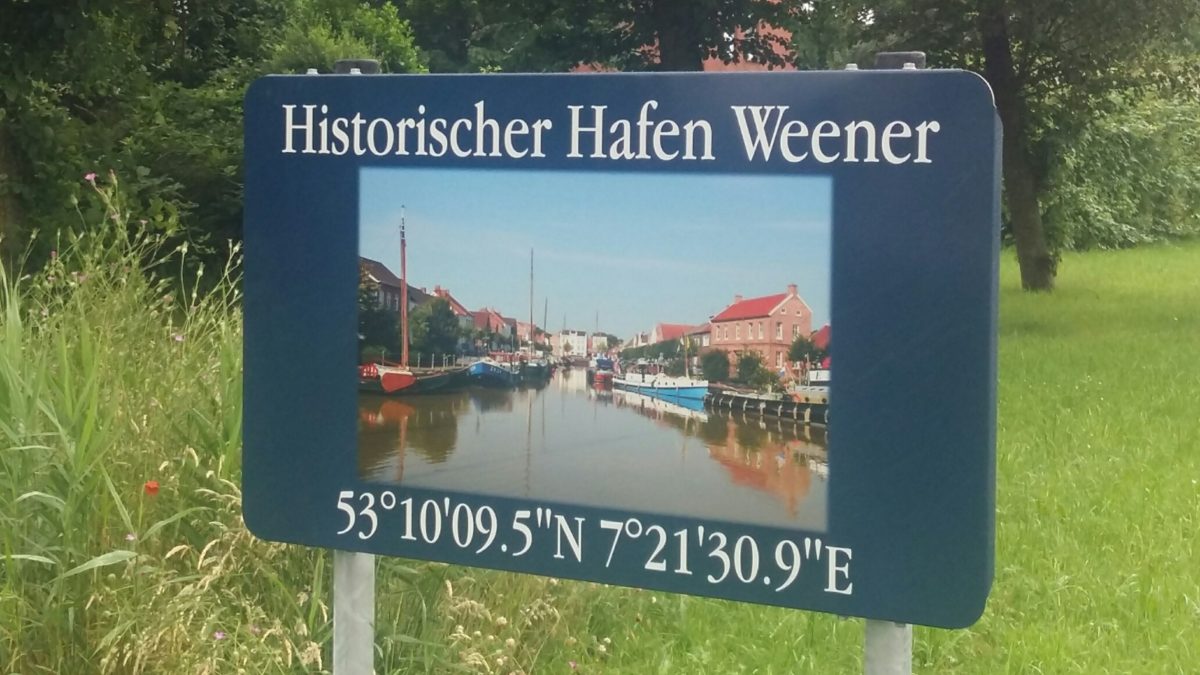 Historischer Hafen Weener
53°10'09.5"N 7°21'30.9"E